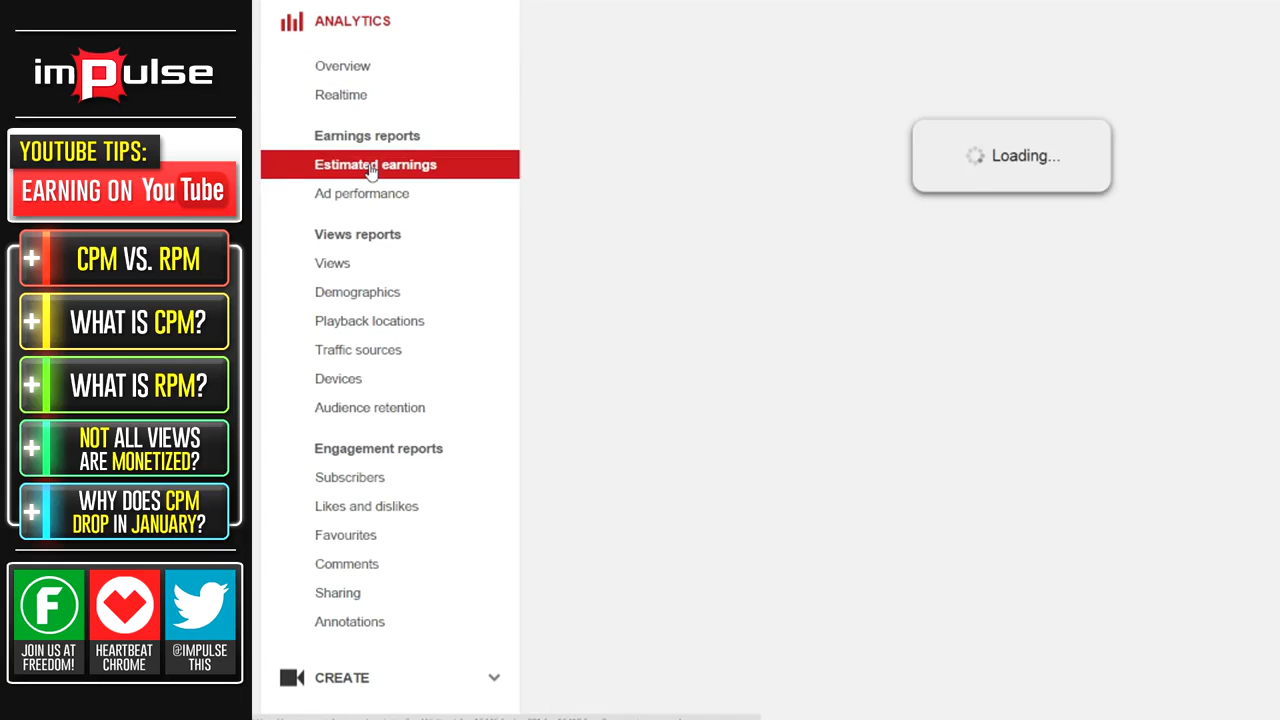 imPulse
YOUTUBE TIPS:
EARNING ON YouTube
CPM VS. RPM
WHAT IS CPM?
WHAT IS RPM?
NOT ALL VIEWS
ARE MONETIZED?
WHY DOES CPM
DROP IN JANUARY?
F
JOIN US AT
FREEDOM!
HEARTBEAT
CHROME
@IMPULSE
THIS
ANALYTICS
Overview
Realtime
Earnings reports
Estimated earnings
Ad performance
Views reports
Views
Demographics
Playback locations
Traffic sources
Devices
Audience retention
Engagement reports
Subscribers
Likes and dislikes
Favourites
Comments
Sharing
Annotations
CREATE
Loading...